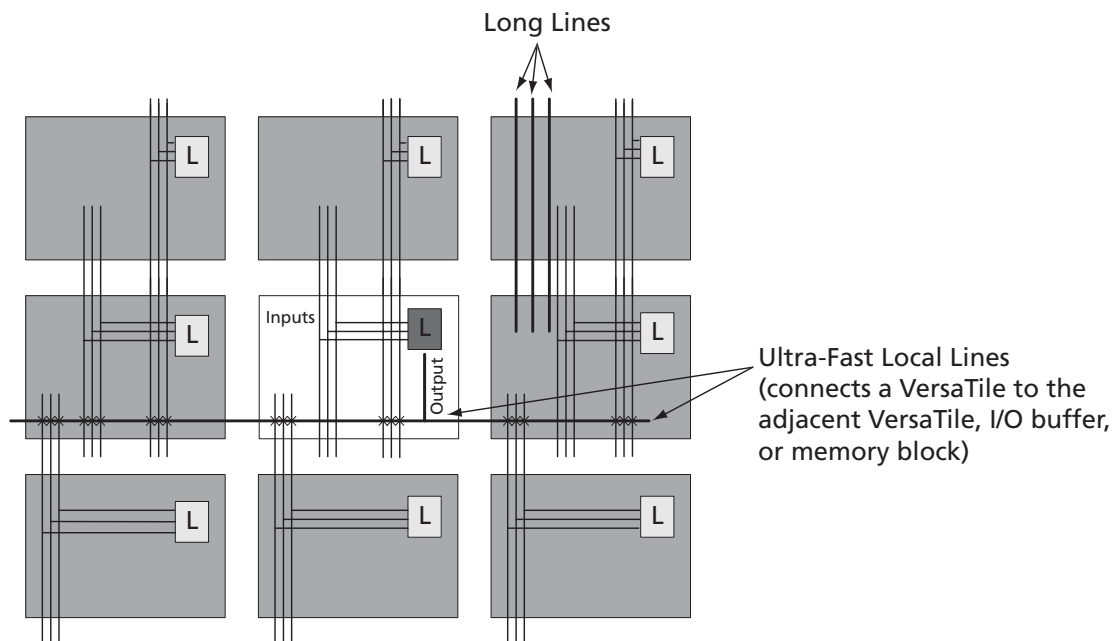 Long Lines
L
L
L
Inputs
L
L
L
Output
Ultra-Fast Local Lines
(connects a VersaTile to the
adjacent VersaTile, I/O buffer,
or memory block)
L
L
L